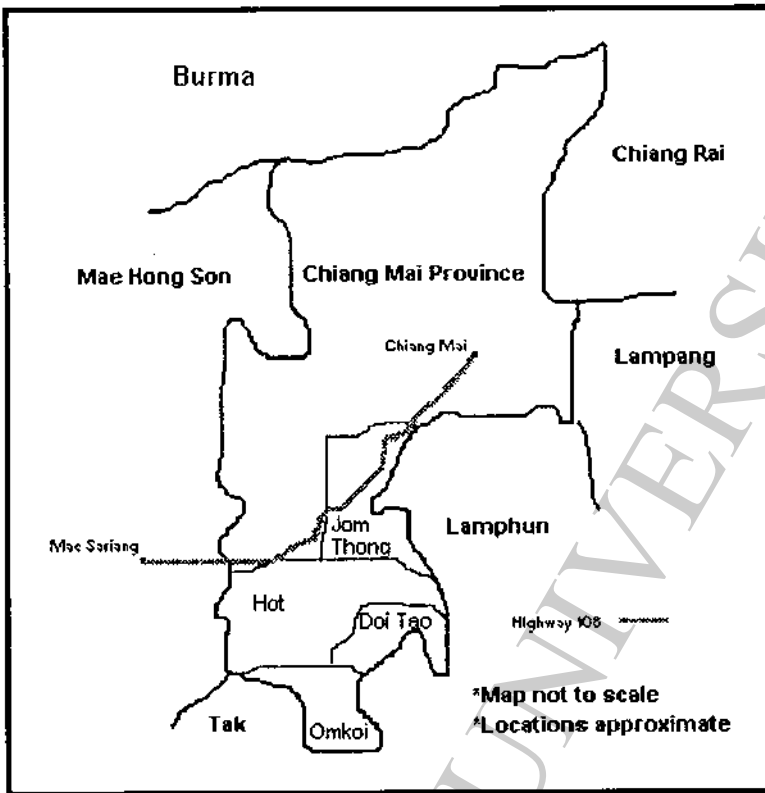 Burma
Chiang Rai
Mae Hong Son
Chiang Mai Province
Chiang Mai
Lampang
Jom
Thong
Lamphun
Mae Sariang
Hot
Doi Tao
Highway 108
*Map not to scale
*Locations approximate
Tak
Omkoi
UNIVERSI